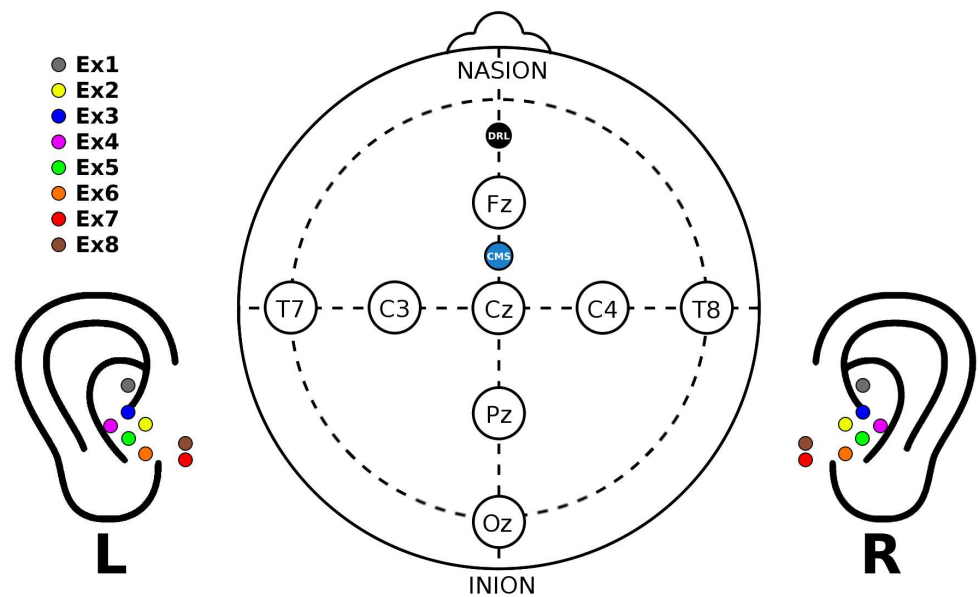 Ex1
Ex2
Ex3
Ex4
Ex5
Ex6
Ex7
Ex8
NASION
DRL
Fz
CMS
T7 C3 Cz C4 T8
Pz
Oz
L R
INION